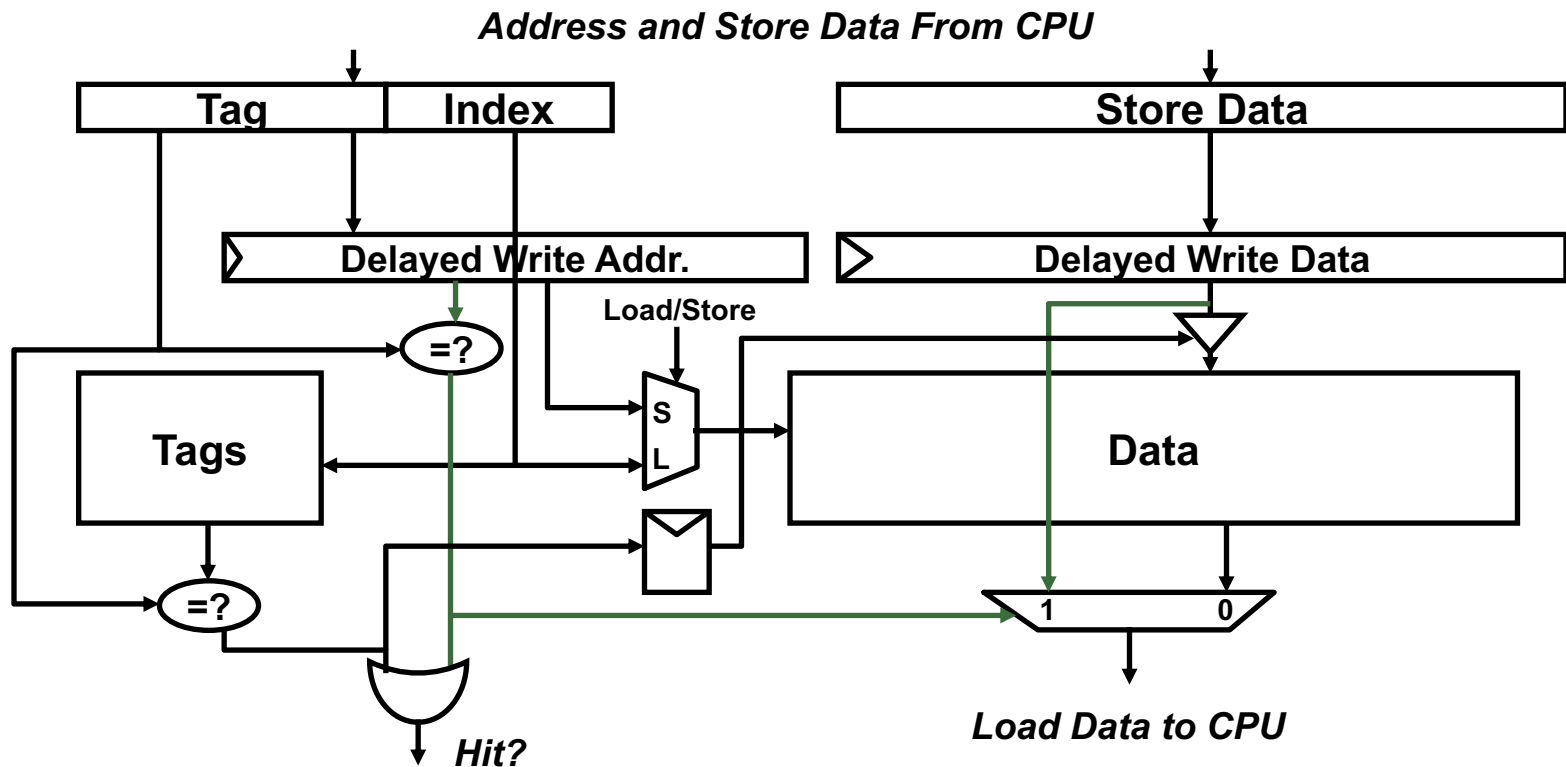 Address and Store Data From CPU
Tag Index Store Data
Delayed Write Addr. Delayed Write Data
Load/Store
=?
S
Tags L Data
=?
1 0
Load Data to CPU
Hit?